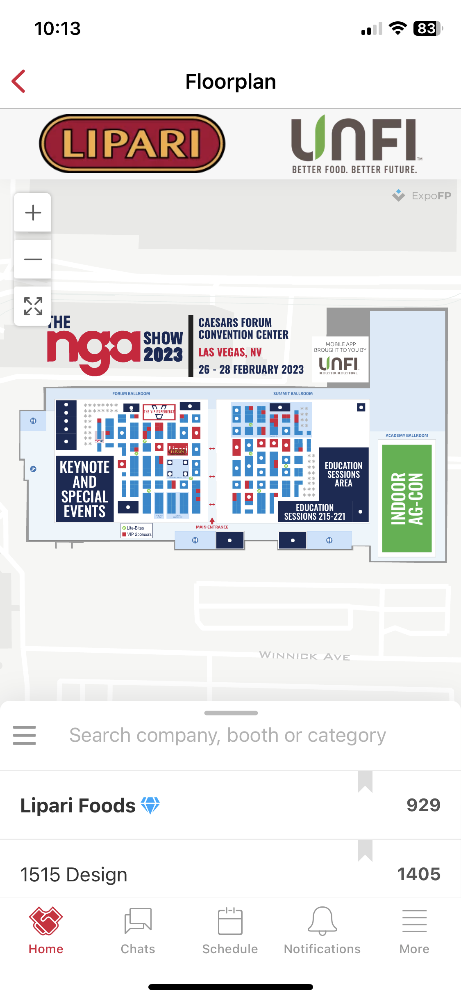 10:13
83
Floorplan
LIPARI
UNFI™
BETTER FOOD. BETTER FUTURE.
ExpoFP
THE
nga
SHOW
2023
CAESARS FORUM
CONVENTION CENTER
LAS VEGAS, NV
26 - 28 FEBRUARY 2023
MOBILE APP
BROUGHT TO YOU BY
UNFI
BETTER FOOD. BETTER FUTURE.
FORUM BALLROOM
SUMMIT BALLROOM
THE VIP EXPERIENCE
nga
LIPARI
ACADEMY BALLROOM
KEYNOTE
AND
SPECIAL
EVENTS
EDUCATION
SESSIONS
AREA
EDUCATION
SESSIONS 215-221
INDOOR
AG-CON
MAIN ENTRANCE
Lite-Bites
VIP Sponsors
WINNICK AVE
Search company, booth or category
Lipari Foods
929
1515 Design
1405
Home
Chats
Schedule
Notifications
More